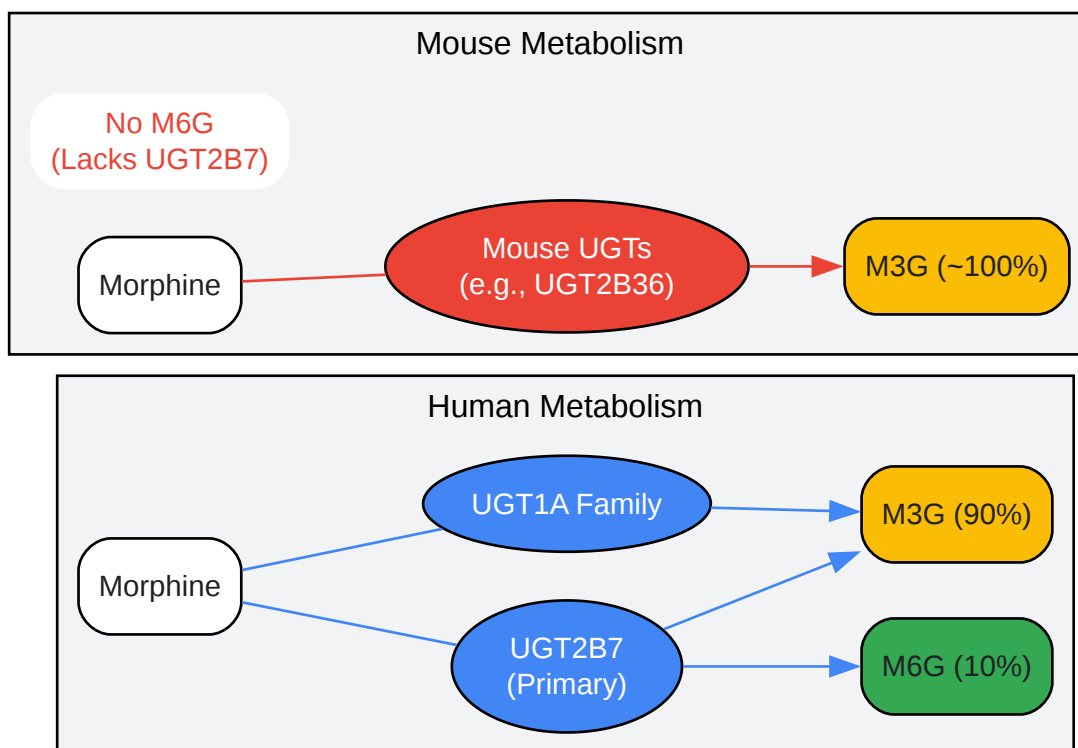 Mouse Metabolism
No M6G
(Lacks UGT2B7)
Morphine
Mouse UGTs
(e.g., UGT2B36)
M3G (~100%)
Human Metabolism
UGT1A Family
M3G (90%)
Morphine
UGT2B7
(Primary)
M6G (10%)